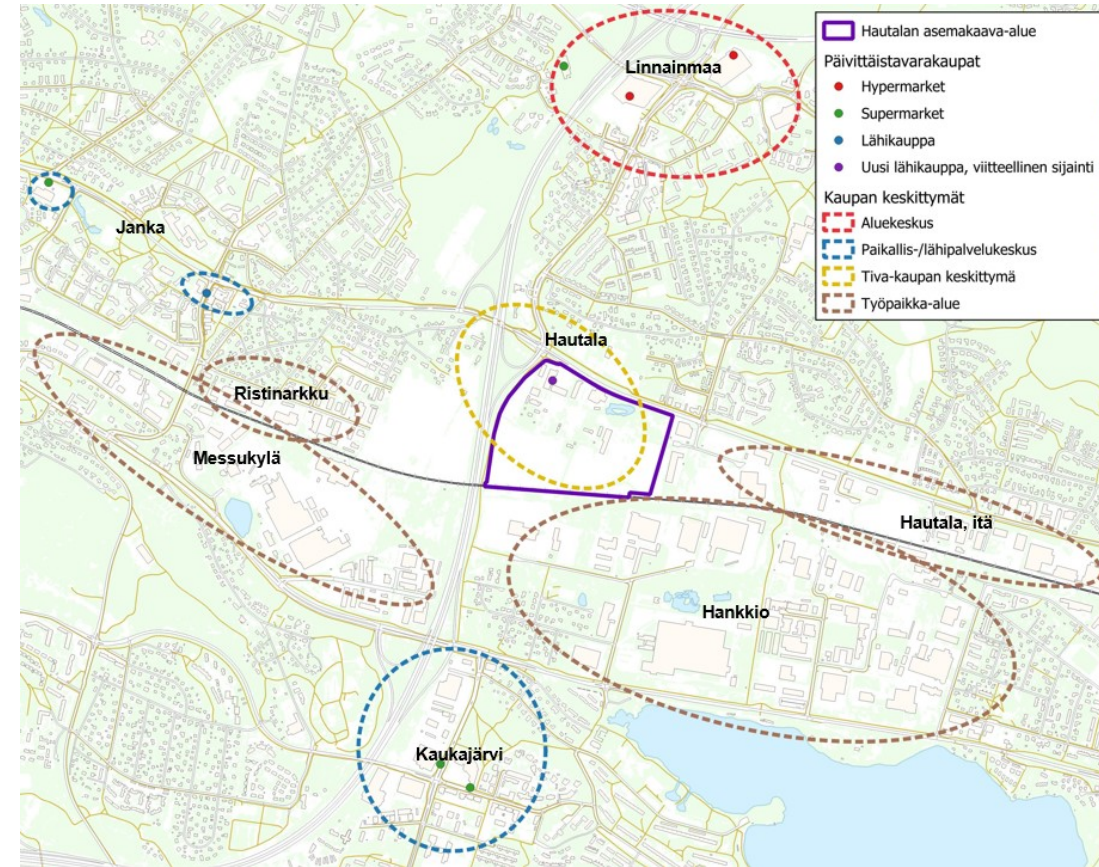 Hautalan asemakaava-alue
Päivittäistavarakaupat
Hypermarket
Supermarket
Lähikauppa
Uusi lähikauppa, viitteellinen sijainti
Kaupan keskittymät
Aluekeskus
Paikallis-/lähipalvelukeskus
Tiva-kaupan keskittymä
Työpaikka-alue
Linnainmaa
Janka
Hautala
Ristinarkku
Messukylä
Hautala, itä
Hankkio
Kaukajärvi